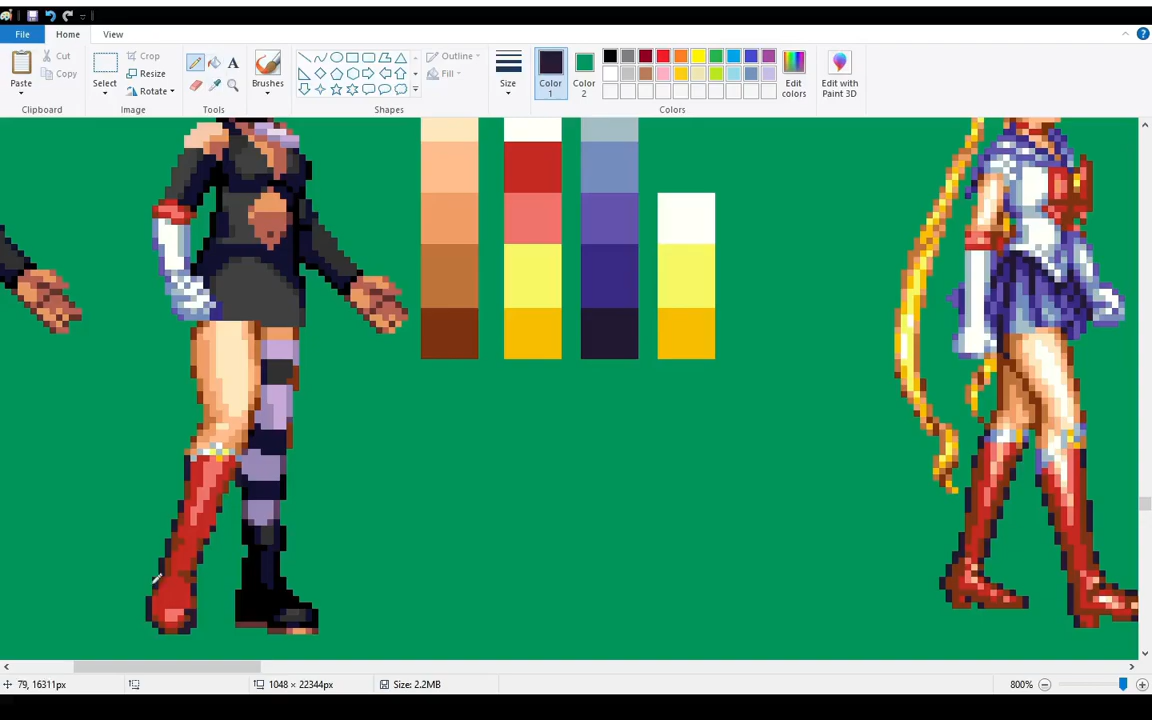 File
Home
View
Paste
Cut
Copy
Clipboard
Select
Crop
Resize
Rotate
Image
A
Tools
Brushes
Outline
Fill
Shapes
Size
Color 1
Color 2
Colors
Edit colors
Edit with Paint 3D
79, 16311px
1048 × 22344px
Size: 2.2MB
800%